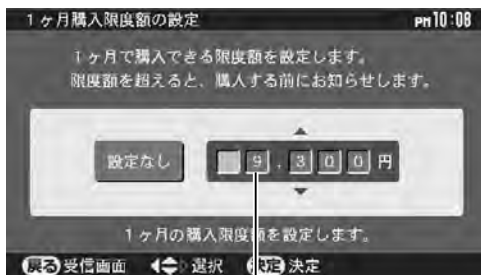 1ヶ月購入限度額の設定 PM10:08
1ヶ月で購入できる限度額を設定します。
限度額を超えると、購入する前にお知らせします。
設定なし 9.300円
1ヶ月の購入限度額を設定します。
戻る 受信画面 選択 決定 決定